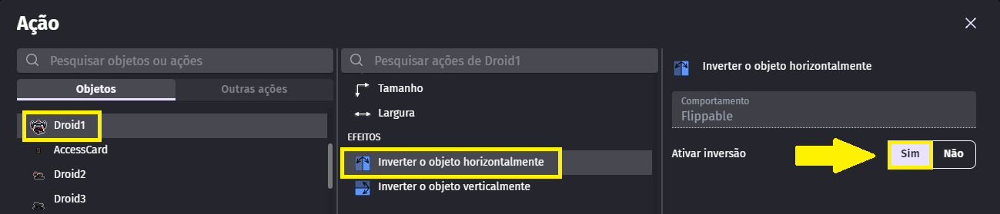 Ação
Pesquisar objetos ou ações
Objetos
Outras ações
Droid1
AccessCard
Droid2
Droid3
Pesquisar ações de Droid1
Tamanho
Largura
EFEITOS
Inverter o objeto horizontalmente
Inverter o objeto verticalmente
Inverter o objeto horizontalmente
Comportamento
Flippable
Ativar inversão
Sim
Não